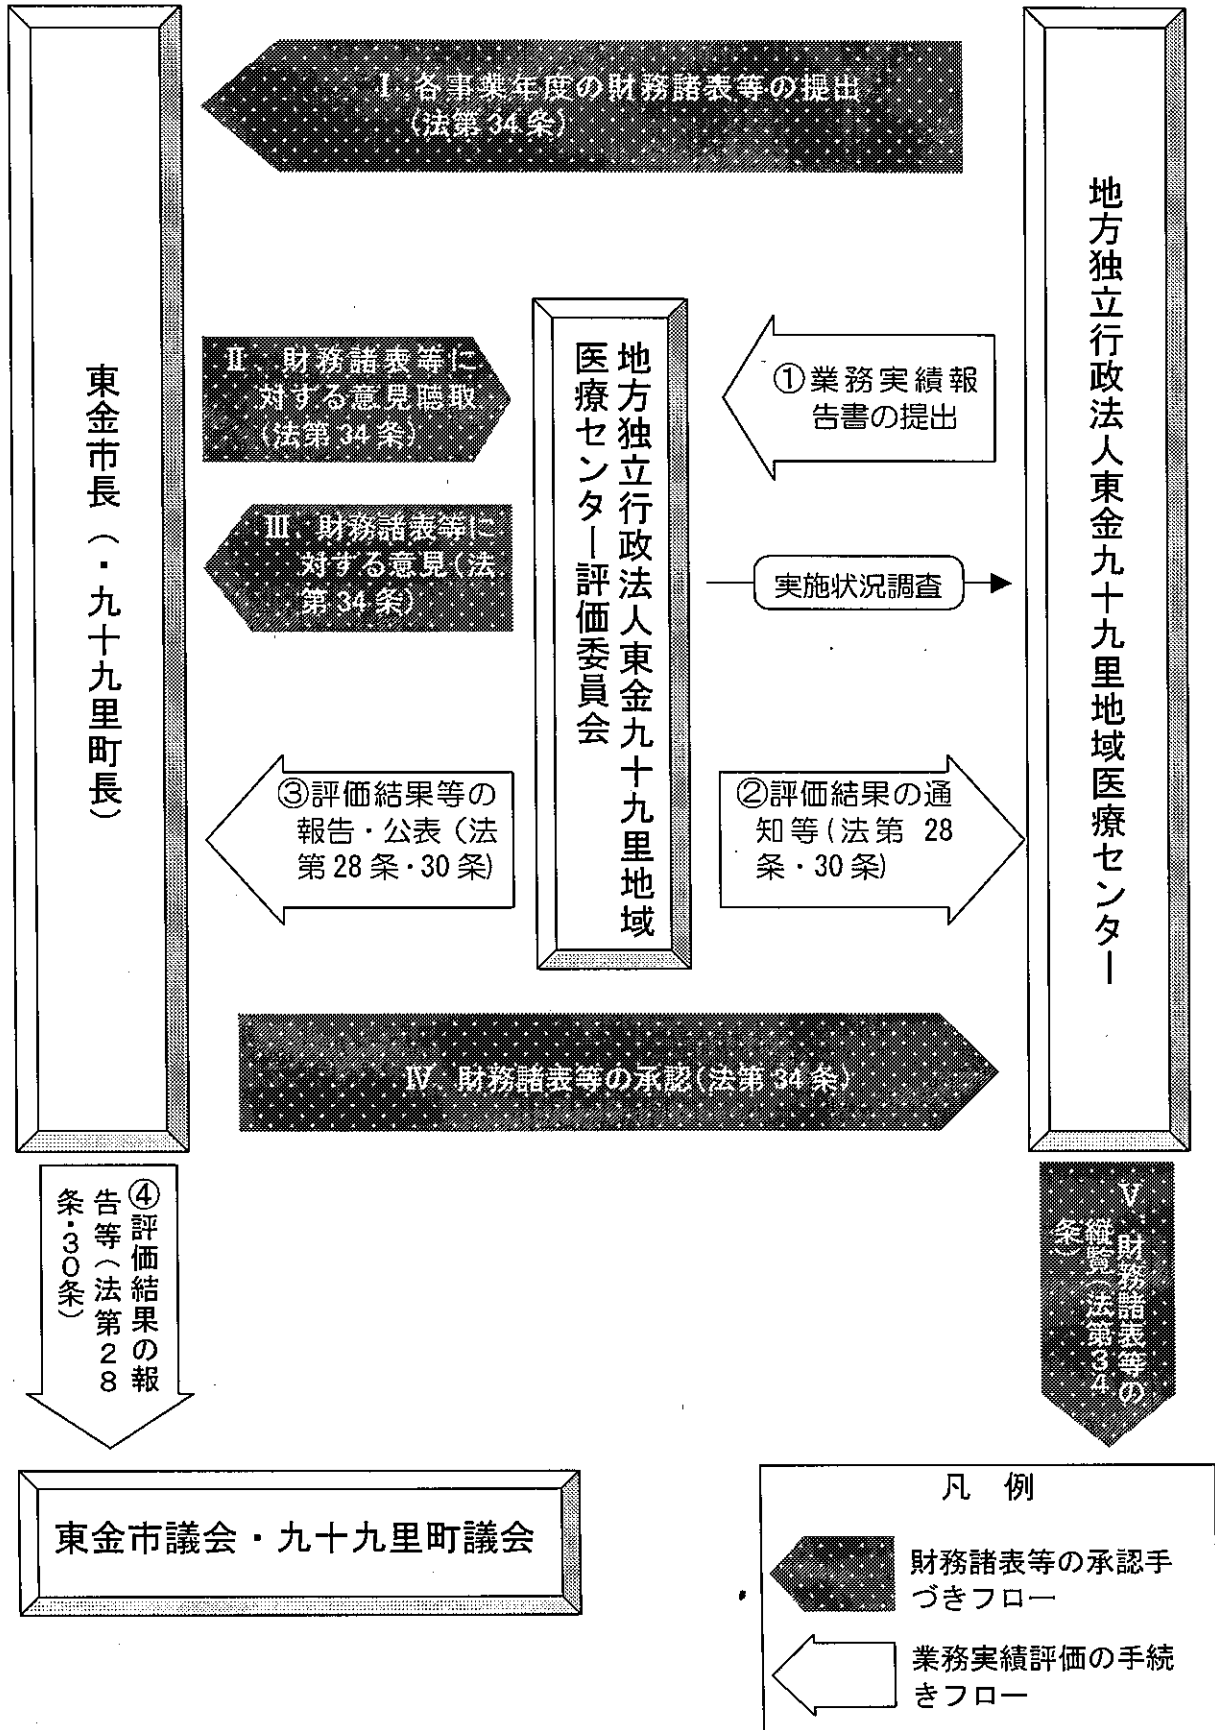 Ⅰ 各事業年度の財務諸表等の提出
(法第34条)
東金市長(・九十九里町長)
地方独立行政法人東金九十九里地域医療センター
Ⅱ 財務諸表等に
対する意見聴取
(法第34条)
地方独立行政法人東金九十九里地域
医療センター評価委員会
①業務実績報
告書の提出
Ⅲ 財務諸表等に
対する意見(法
第34条)
実施状況調査
③評価結果等の
報告・公表(法
第28条・30条)
②評価結果の通
知等(法第 28
条・30条)
Ⅳ 財務諸表等の承認(法第34条)
④評価結果の報
告等(法第28
条・30条)
Ⅴ 財務諸表等の
縦覧(法第34
条)
東金市議会・九十九里町議会
凡 例
財務諸表等の承認手
づきフロー
業務実績評価の手続
きフロー